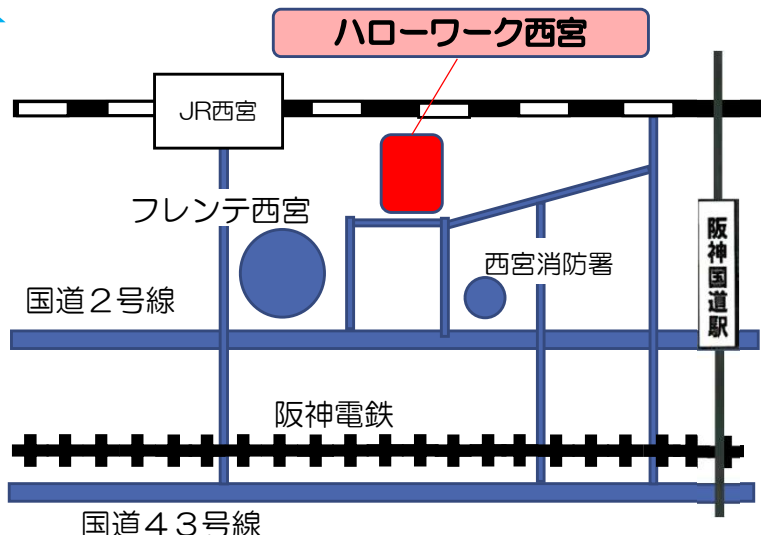 ハローワーク西宮
JR西宮
フレンテ西宮
阪神国道駅
西宮消防署
国道２号線
阪神電鉄
国道４３号線